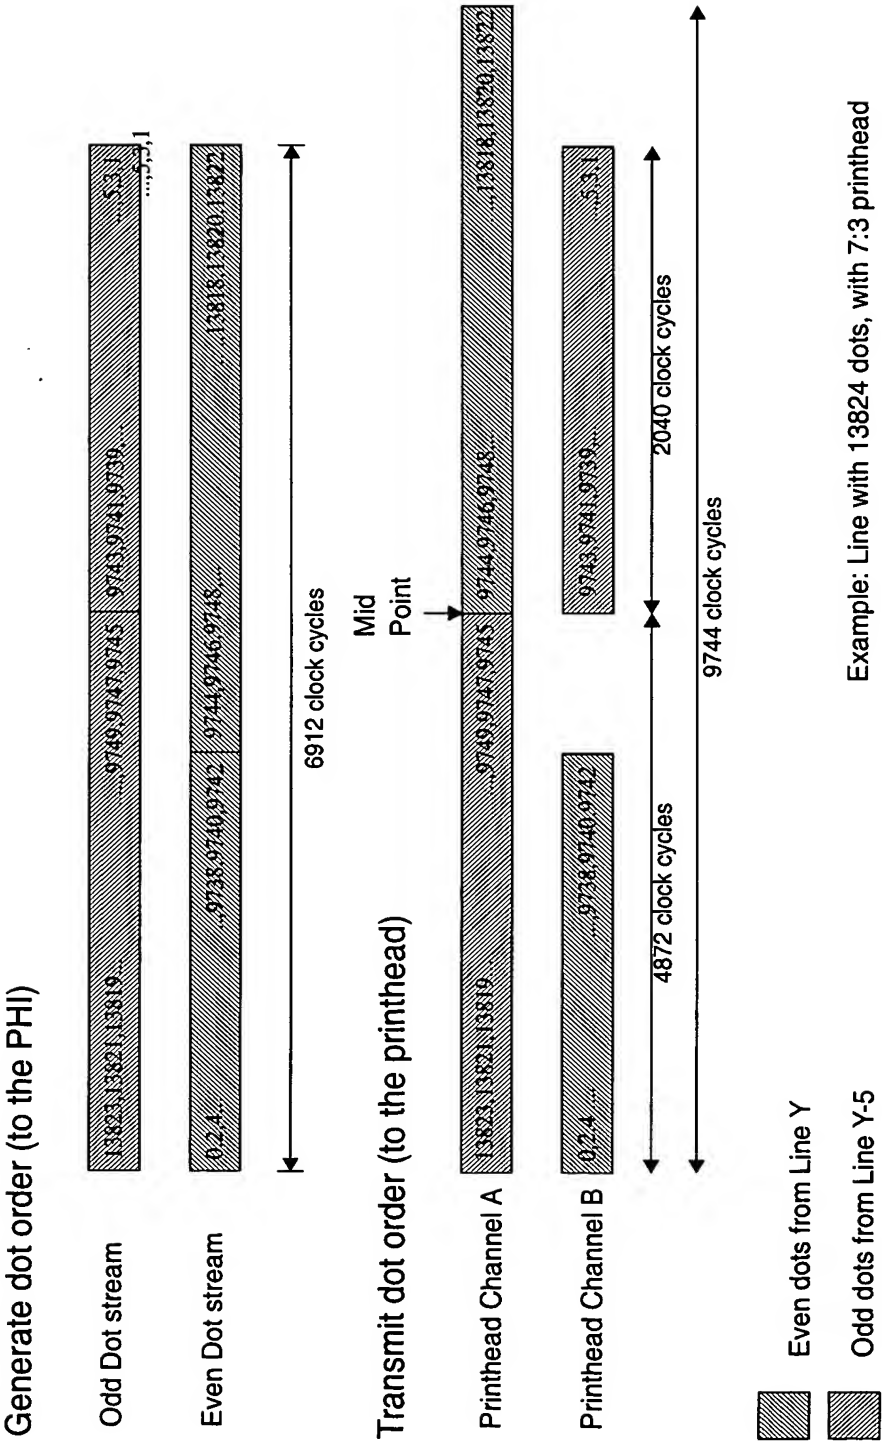 Generate dot order (to the PHI)
Odd Dot stream
13823,13821,13819...
...,9749,9747,9745
9743,9741,9739,...
...,5,3,1
...,5,3,1
Even Dot stream
0,2,4...
...,9738,9740,9742
9744,9746,9748,...
...,13818,13820,13822
6912 clock cycles
Transmit dot order (to the printhead)
Mid
Point
Printhead Channel A
13823,13821,13819...
...,9749,9747,9745
9744,9746,9748...
...,13818,13820,13822
Printhead Channel B
0,2,4,...
...,9738,9740,9742
9743,9741,9739,...
...,5,3,1
4872 clock cycles
2040 clock cycles
9744 clock cycles
Even dots from Line Y
Odd dots from Line Y-5
Example: Line with 13824 dots, with 7:3 printhead